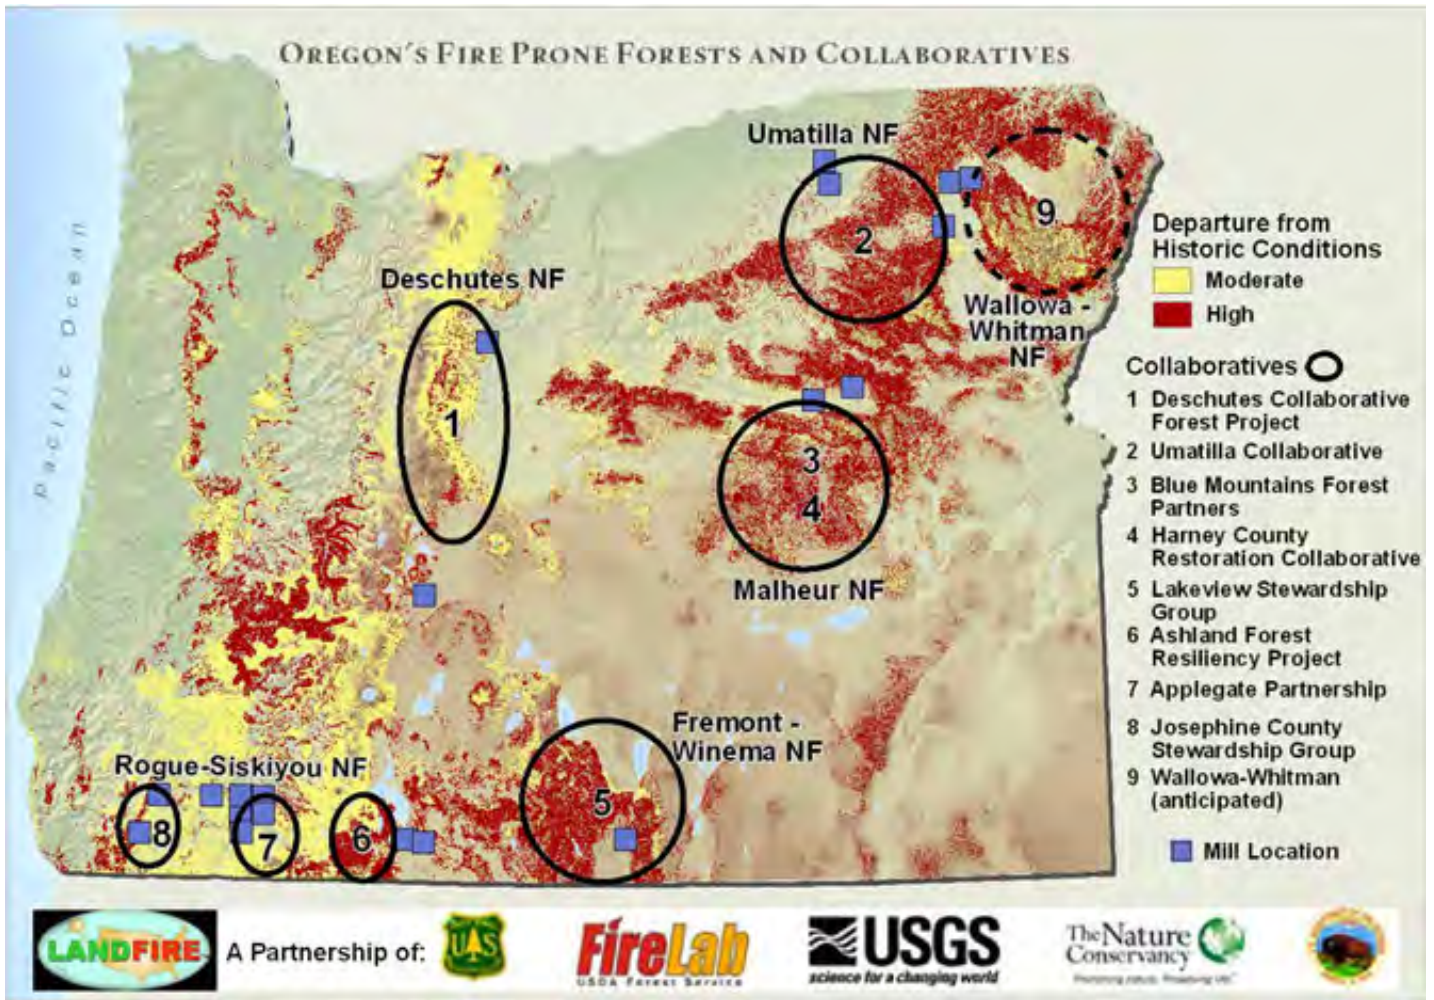 OREGON'S FIRE PRONE FORESTS AND COLLABORATIVES
Umatilla NF
2
9
Departure from
Historic Conditions
Moderate
High
Deschutes NF
Wallowa -
Whitman
NF
Pacific Ocean
1
3
4
Malheur NF
Collaboratives
1 Deschutes Collaborative
Forest Project
2 Umatilla Collaborative
3 Blue Mountains Forest
Partners
4 Harney County
Restoration Collaborative
5 Lakeview Stewardship
Group
6 Ashland Forest
Resiliency Project
7 Applegate Partnership
8 Josephine County
Stewardship Group
9 Wallowa-Whitman
(anticipated)
Mill Location
Fremont -
Winema NF
Rogue-Siskiyou NF
5
8
7
6
LANDFIRE
A Partnership of:
UAS
FireLab
USDA Forest Service
USGS
science for a changing world
The Nature
Conservancy